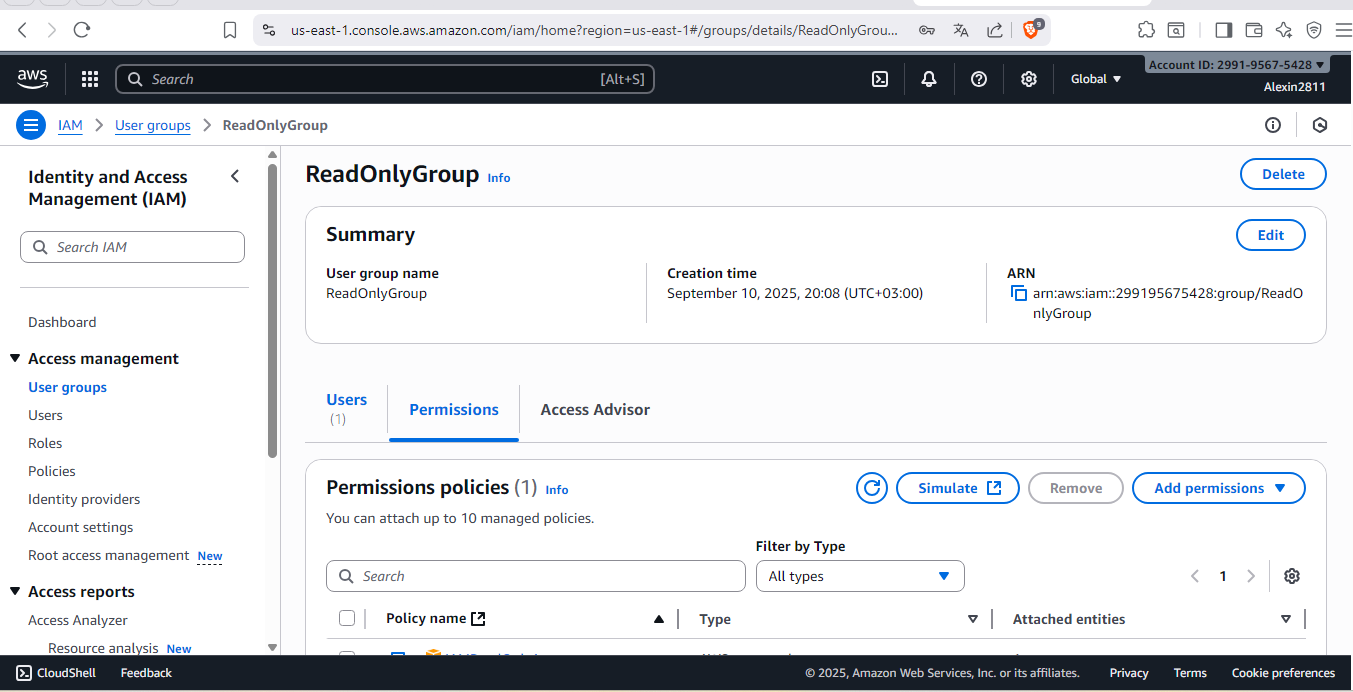 us-east-1.console.aws.amazon.com/iam/home?region=us-east-1#/groups/details/ReadOnlyGrou...
9
aws
Search
[Alt+S]
Global
Account ID: 2991-9567-5428
Alexin2811
IAM
User groups
ReadOnlyGroup
Identity and Access
Management (IAM)
Search IAM
Dashboard
Access management
User groups
Users
Roles
Policies
Identity providers
Account settings
Root access management New
Access reports
Access Analyzer
Resource analysis New
ReadOnlyGroup Info
Delete
Summary
Edit
User group name
ReadOnlyGroup
Creation time
September 10, 2025, 20:08 (UTC+03:00)
ARN
arn:aws:iam::299195675428:group/ReadO
nlyGroup
Users
(1)
Permissions
Access Advisor
Permissions policies (1) Info
You can attach up to 10 managed policies.
Simulate
Remove
Add permissions
Filter by Type
Search
All types
1
Policy name
Type
Attached entities
CloudShell
Feedback
© 2025, Amazon Web Services, Inc. or its affiliates.
Privacy
Terms
Cookie preferences